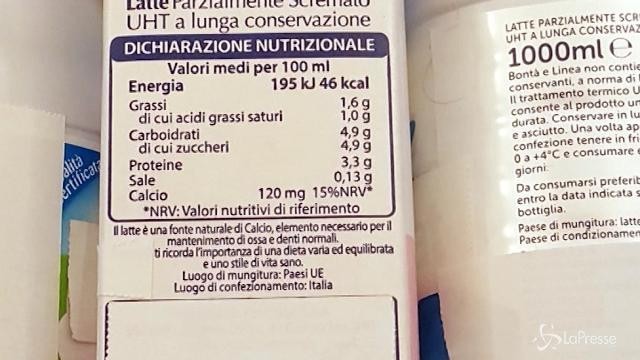 Latte Parzialmente Scremato
UHT a lunga conservazione
DICHIARAZIONE NUTRIZIONALE
Valori medi per 100 ml
Energia 195 kJ 46 kcal
Grassi 1,6 g
di cui acidi grassi saturi 1,0 g
Carboidrati 4,9 g
di cui zuccheri 4,9 g
Proteine 3,3 g
Sale 0,13 g
Calcio 120 mg 15%NRV*
*NRV: Valori nutritivi di riferimento
Il latte è una fonte naturale di Calcio, elemento necessario per il
mantenimento di ossa e denti normali.
ti ricorda l'importanza di una dieta varia ed equilibrata
e uno stile di vita sano.
Luogo di mungitura: Paesi UE
Luogo di confezionamento: Italia
alità
ertificata
LATTE PARZIALMENTE SCR
UHT A LUNGA CONSERVAZ
1000ml ℮
Bontà e Linea non contie
conservanti, a norma di
Il trattamento termico U
consente al prodotto un
durata. Conservare in lu
e asciutto. Una volta ap
confezione tenere in fri
0 a +4°C e consumare e
giorni.
Da consumarsi preferib
entro la data indicata s
bottiglia.
Paese di mungitura: latte
Paese di condizionamen
LaPresse